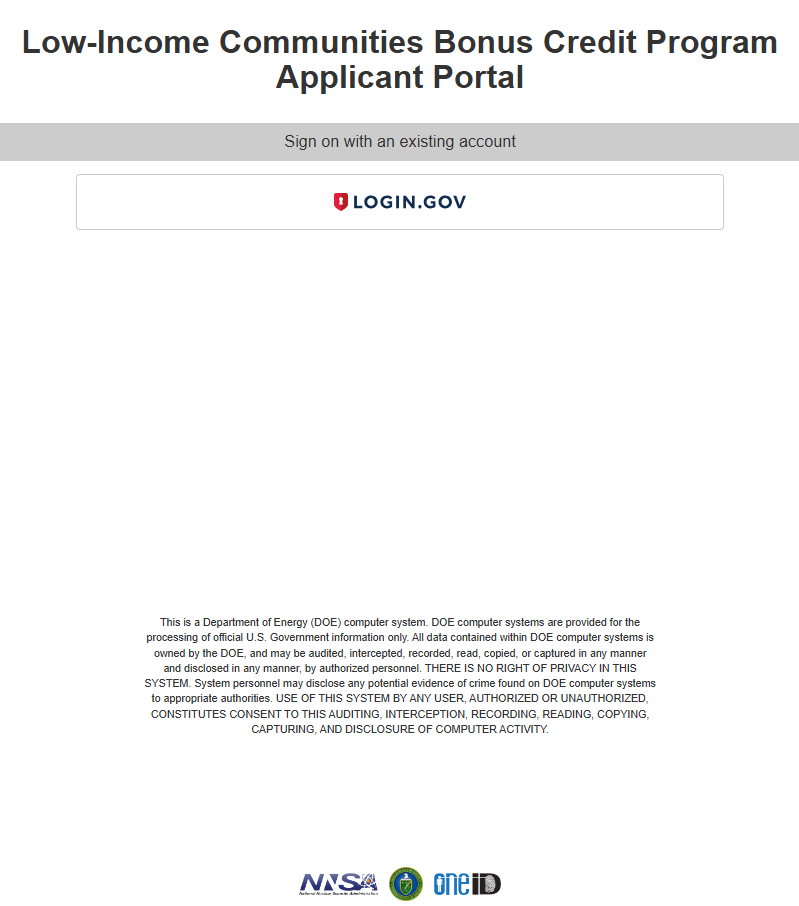 Low-Income Communities Bonus Credit Program
Applicant Portal
Sign on with an existing account
LOGIN.GOV
This is a Department of Energy (DOE) computer system. DOE computer systems are provided for the
processing of official U.S. Government information only. All data contained within DOE computer systems is
owned by the DOE, and may be audited, intercepted, recorded, read, copied, or captured in any manner
and disclosed in any manner, by authorized personnel. THERE IS NO RIGHT OF PRIVACY IN THIS
SYSTEM. System personnel may disclose any potential evidence of crime found on DOE computer systems
to appropriate authorities. USE OF THIS SYSTEM BY ANY USER, AUTHORIZED OR UNAUTHORIZED,
CONSTITUTES CONSENT TO THIS AUDITING, INTERCEPTION, RECORDING, READING, COPYING,
CAPTURING, AND DISCLOSURE OF COMPUTER ACTIVITY.
NNSA
National Nuclear Security Administration
one iD